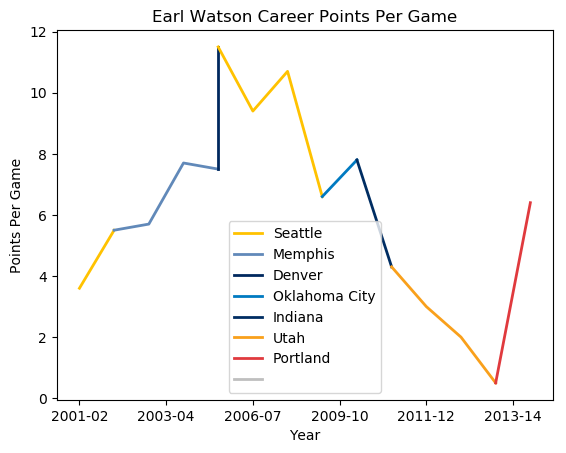 Earl Watson Career Points Per Game
12
10
8
6
4
2
0
Points Per Game
Seattle
Memphis
Denver
Oklahoma City
Indiana
Utah
Portland
2001-02 2003-04 2006-07 2009-10 2011-12 2013-14
Year